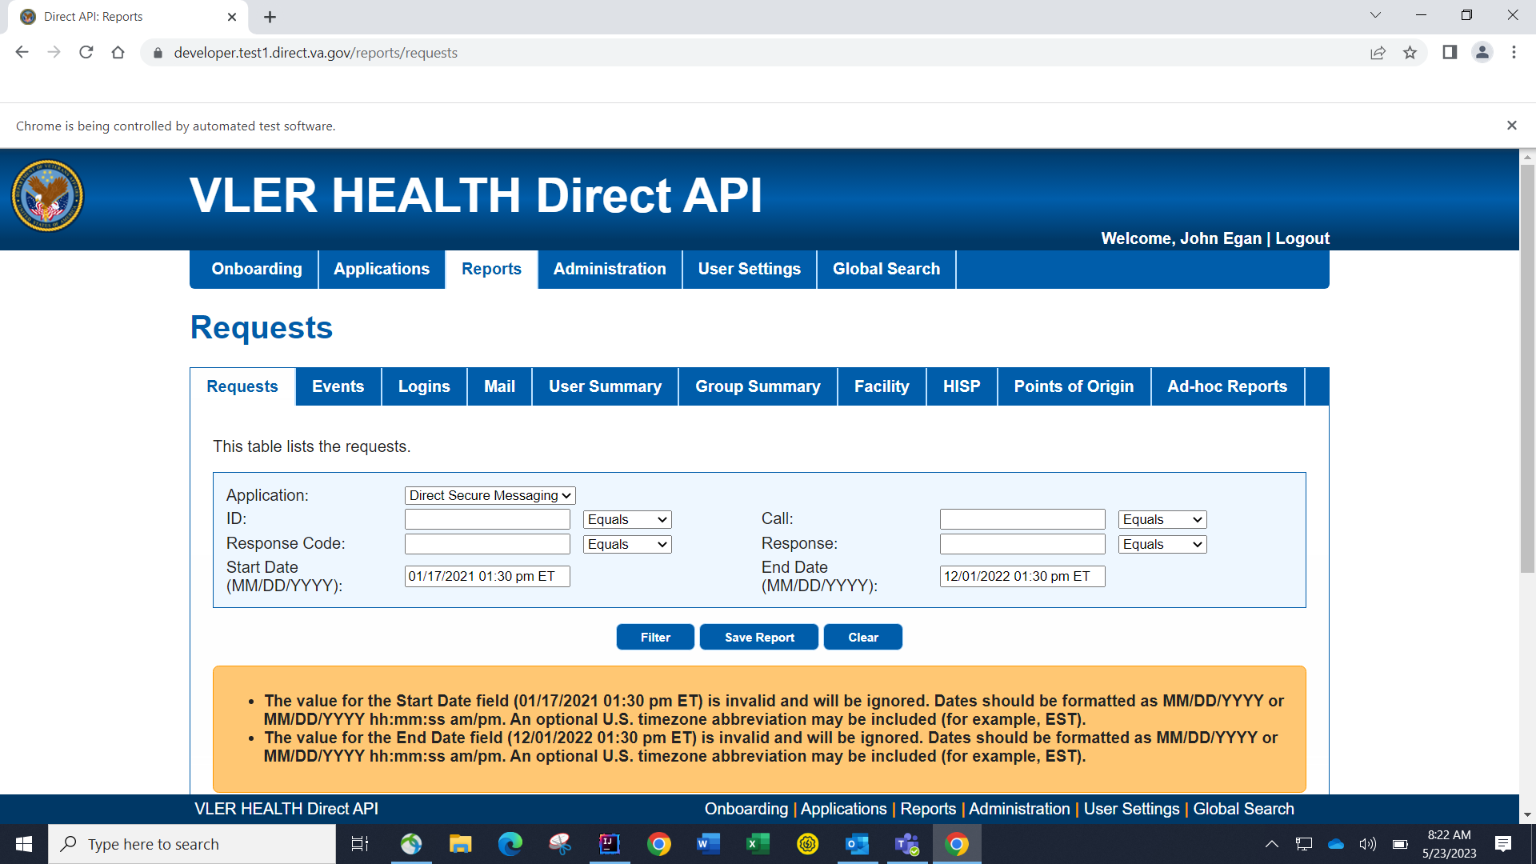 Direct API: Reports
developer.test1.direct.va.gov/reports/requests
Chrome is being controlled by automated test software.
VLER HEALTH Direct API
Welcome, John Egan | Logout
Onboarding Applications Reports Administration User Settings Global Search
Requests
Requests Events Logins Mail User Summary Group Summary Facility HISP Points of Origin Ad-hoc Reports
This table lists the requests.
Application: Direct Secure Messaging
ID: Equals Call: Equals
Response Code: Equals Response: Equals
Start Date (MM/DD/YYYY): 01/17/2021 01:30 pm ET End Date (MM/DD/YYYY): 12/01/2022 01:30 pm ET
Filter Save Report Clear
• The value for the Start Date field (01/17/2021 01:30 pm ET) is invalid and will be ignored. Dates should be formatted as MM/DD/YYYY or
MM/DD/YYYY hh:mm:ss am/pm. An optional U.S. timezone abbreviation may be included (for example, EST).
• The value for the End Date field (12/01/2022 01:30 pm ET) is invalid and will be ignored. Dates should be formatted as MM/DD/YYYY or
MM/DD/YYYY hh:mm:ss am/pm. An optional U.S. timezone abbreviation may be included (for example, EST).
VLER HEALTH Direct API Onboarding | Applications | Reports | Administration | User Settings | Global Search
Type here to search
8:22 AM
5/23/2023